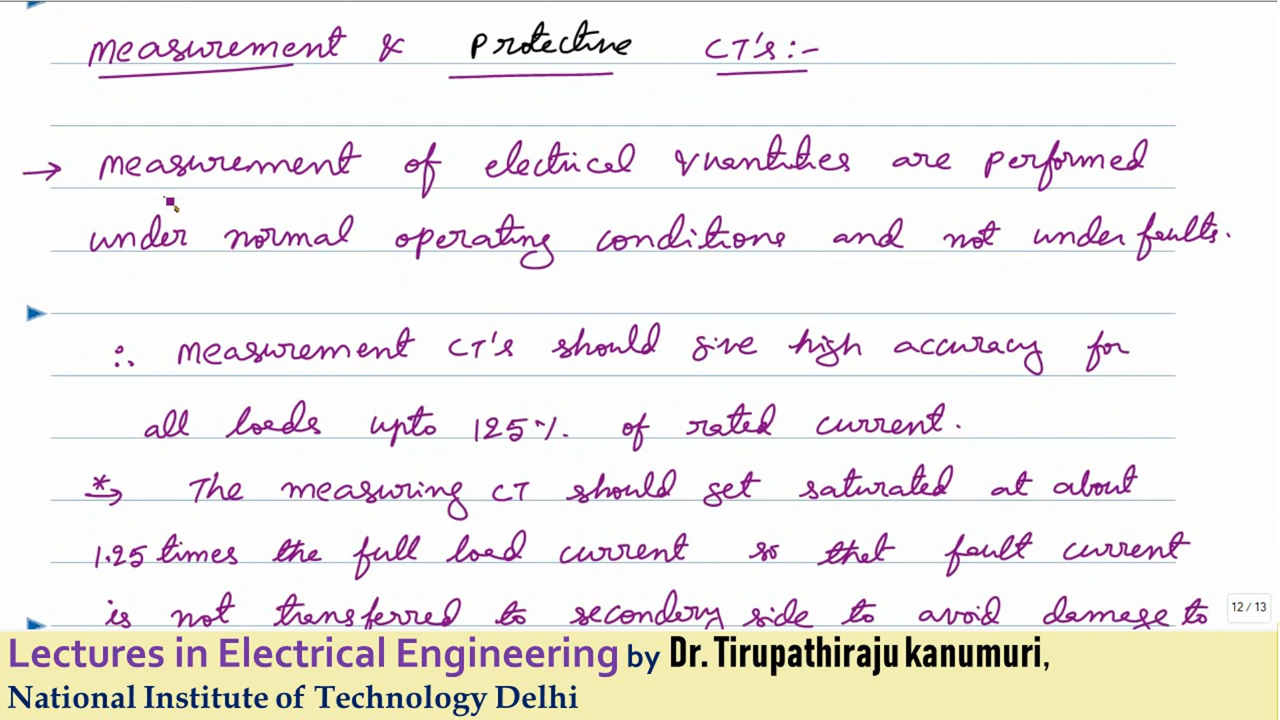 Measurement & Protective CT's:-
→ Measurement of electrical quantities are performed
under normal operating conditions and not under faults.
∴ Measurement CT's should give high accuracy for
all loads upto 125%. of rated current.
*→ The measuring CT should get saturated at about
1.25 times the full load current so that fault current
is not transferred to secondary side to avoid damage to
12 / 13
Lectures in Electrical Engineering by Dr. Tirupathiraju kanumuri,
National Institute of Technology Delhi